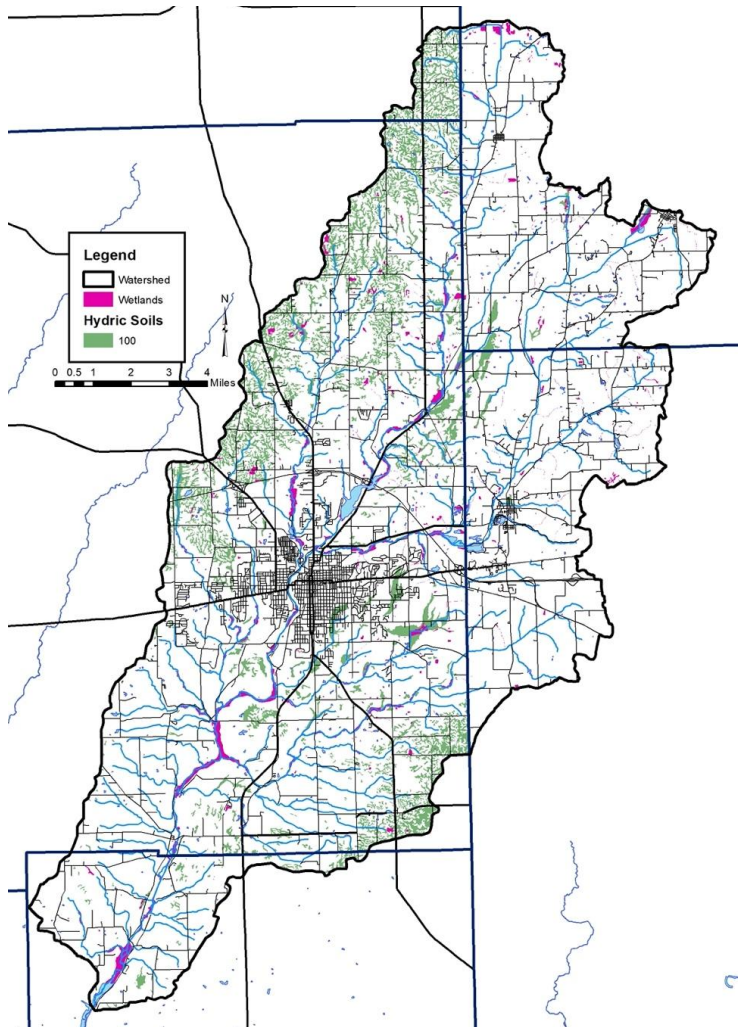 Legend
Watershed
Wetlands
Hydric Soils
100
N
0 0.5 1 2 3 4
Miles